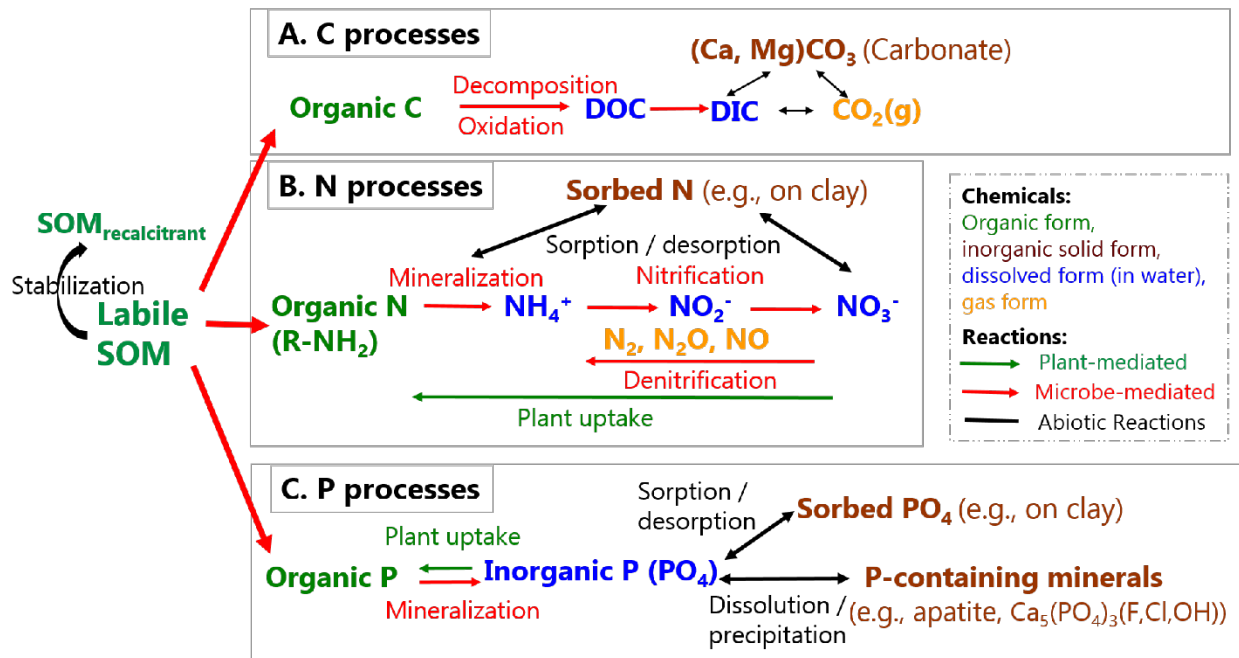 A. C processes
(Ca, Mg)CO₃ (Carbonate)
Organic C
Decomposition
Oxidation
DOC
DIC
CO₂(g)
B. N processes
Sorbed N (e.g., on clay)
Sorption / desorption
Mineralization
Nitrification
Organic N
(R-NH₂)
NH₄⁺
NO₂⁻
NO₃⁻
N₂, N₂O, NO
Denitrification
Plant uptake
SOMrecalcitrant
Stabilization
Labile
SOM
Chemicals:
Organic form,
inorganic solid form,
dissolved form (in water),
gas form
Reactions:
Plant-mediated
Microbe-mediated
Abiotic Reactions
C. P processes
Sorption /
desorption
Sorbed PO₄ (e.g., on clay)
Plant uptake
Organic P
Inorganic P (PO₄)
Mineralization
P-containing minerals
(e.g., apatite, Ca₅(PO₄)₃(F,Cl,OH))
Dissolution /
precipitation